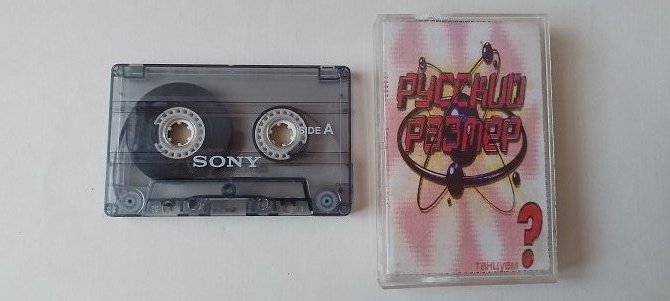 SIDE A
SONY
РУССКИЙ
РАЗМЕР
танцуем
?